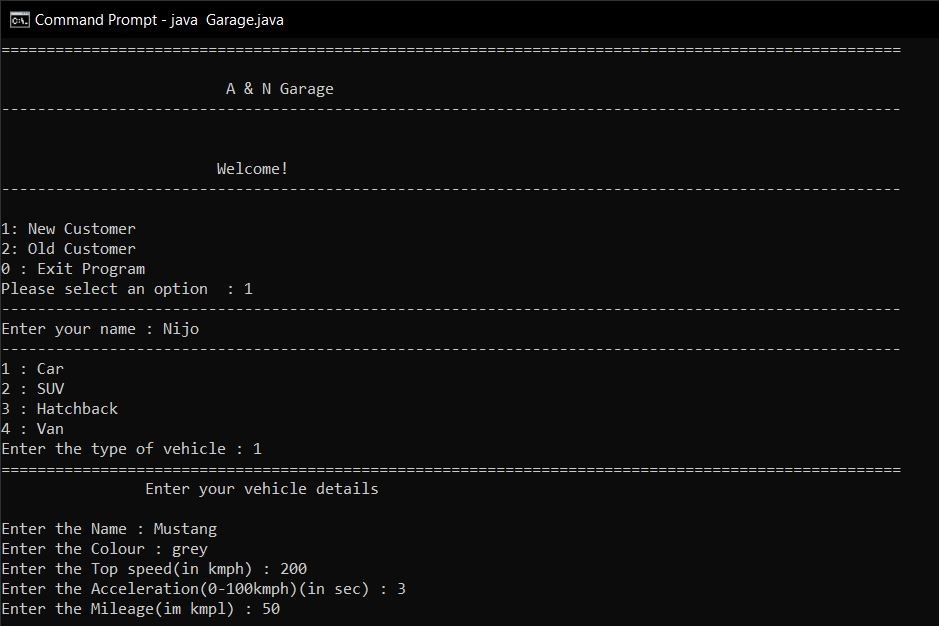 Command Prompt - java  Garage.java
====================================================================================================
A & N Garage
----------------------------------------------------------------------------------------------------
Welcome!
----------------------------------------------------------------------------------------------------
1: New Customer
2: Old Customer
0 : Exit Program
Please select an option  : 1
----------------------------------------------------------------------------------------------------
Enter your name : Nijo
----------------------------------------------------------------------------------------------------
1 : Car
2 : SUV
3 : Hatchback
4 : Van
Enter the type of vehicle : 1
====================================================================================================
Enter your vehicle details
Enter the Name : Mustang
Enter the Colour : grey
Enter the Top speed(in kmph) : 200
Enter the Acceleration(0-100kmph)(in sec) : 3
Enter the Mileage(im kmpl) : 50